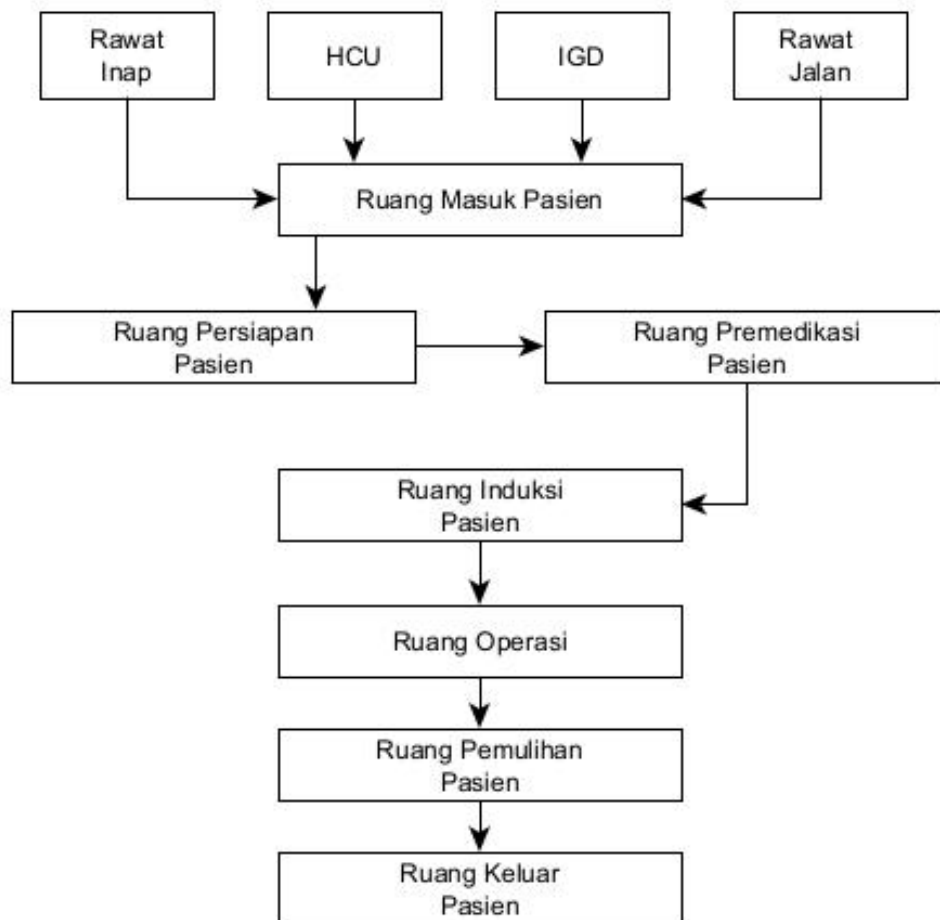 Rawat
Inap
HCU
IGD
Rawat
Jalan
Ruang Masuk Pasien
Ruang Persiapan
Pasien
Ruang Premedikasi
Pasien
Ruang Induksi
Pasien
Ruang Operasi
Ruang Pemulihan
Pasien
Ruang Keluar
Pasien